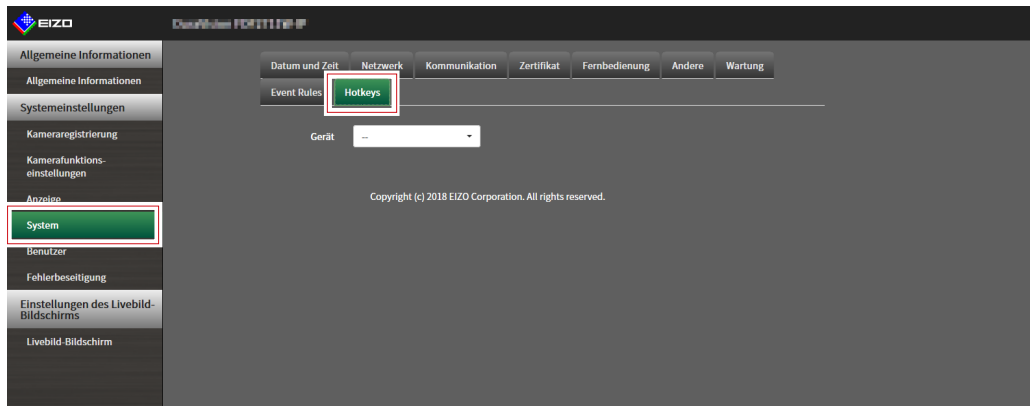 EIZO
Allgemeine Informationen
Allgemeine Informationen
Systemeinstellungen
Kameraregistrierung
Kamerafunktions-
einstellungen
Anzeige
System
Benutzer
Fehlerbeseitigung
Einstellungen des Livebild-
Bildschirms
Livebild-Bildschirm
Datum und Zeit Netzwerk Kommunikation Zertifikat Fernbedienung Andere Wartung
Event Rules Hotkeys
Gerät --
Copyright (c) 2018 EIZO Corporation. All rights reserved.